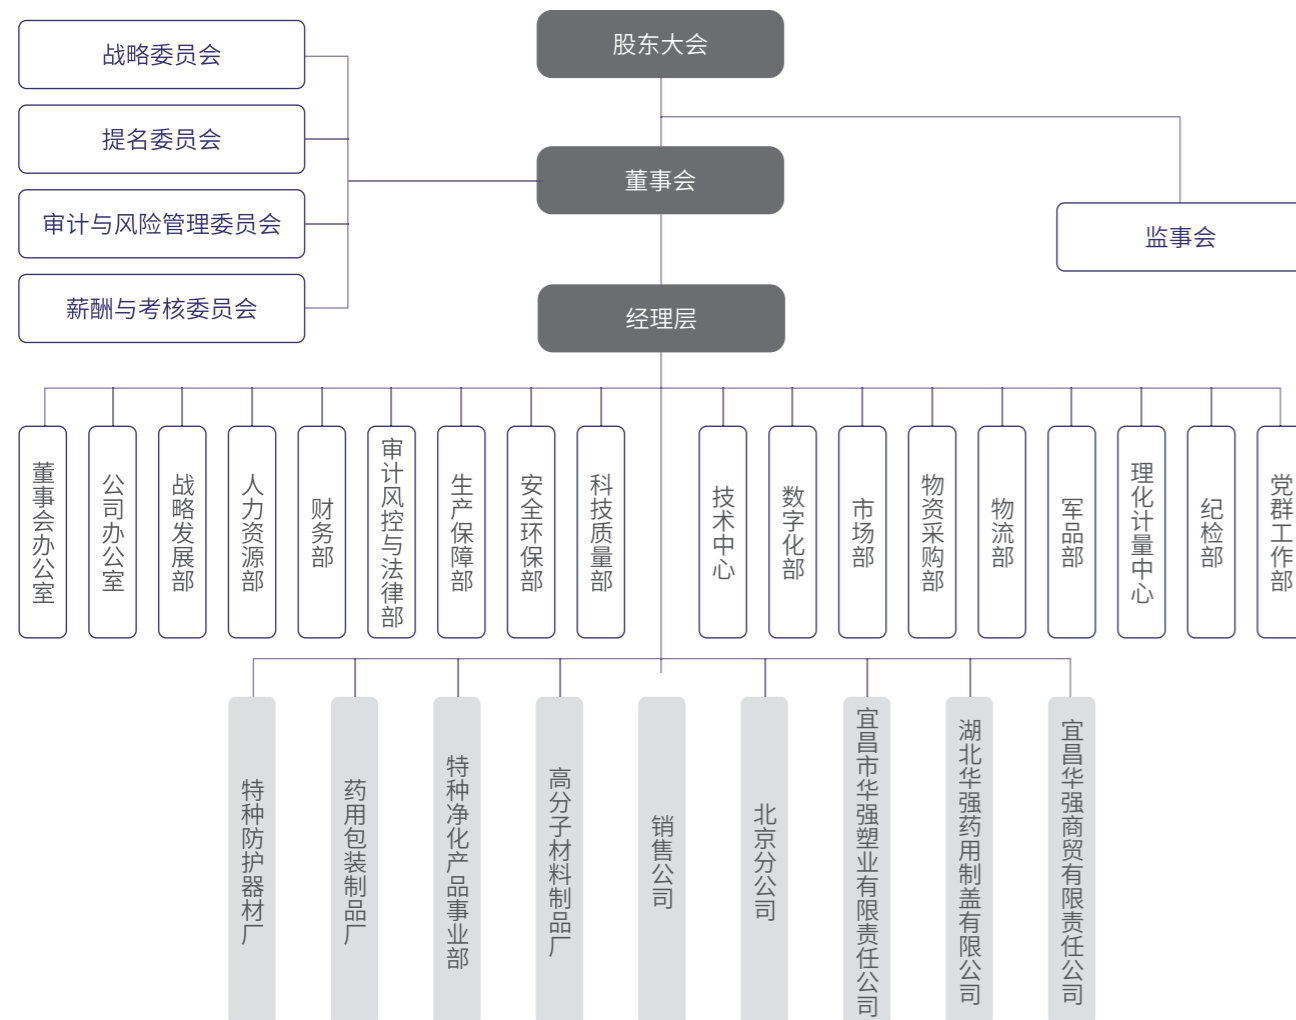 股东大会
战略委员会
提名委员会
董事会
审计与风险管理委员会
监事会
薪酬与考核委员会
经理层
董事会办公室
公司办公室
战略发展部
人力资源部
财务部
审计风控与法律部
生产保障部
安全环保部
科技质量部
技术中心
数字化部
市场部
物资采购部
物流部
军品部
理化计量中心
纪检部
党群工作部
特种防护器材厂
药用包装制品厂
特种净化产品事业部
高分子材料制品厂
销售公司
北京分公司
宜昌市华强塑业有限责任公司
湖北华强药用制盖有限公司
宜昌华强商贸有限责任公司